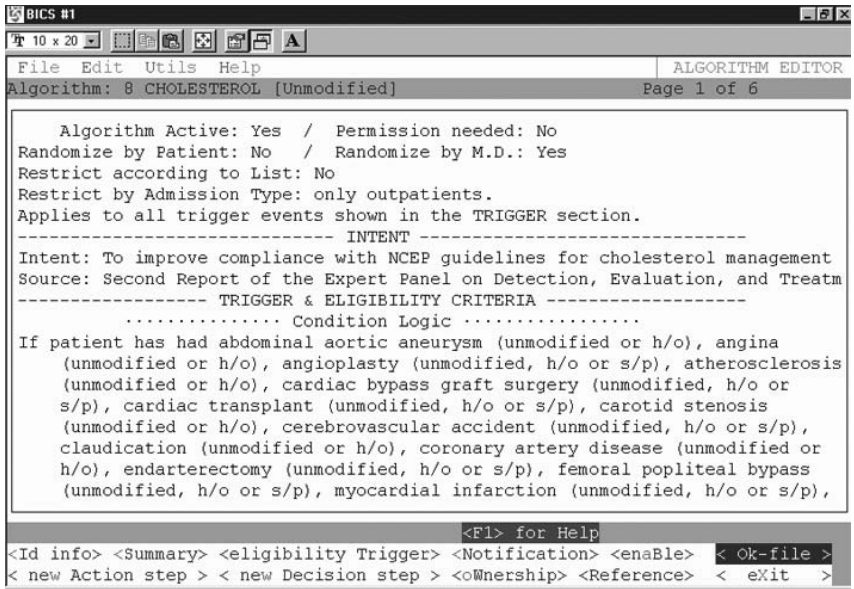 BICS #1
10 x 20
A
File Edit Utils Help ALGORITHM EDITOR
Algorithm: 8 CHOLESTEROL [Unmodified] Page 1 of 6
Algorithm Active: Yes / Permission needed: No
Randomize by Patient: No / Randomize by M.D.: Yes
Restrict according to List: No
Restrict by Admission Type: only outpatients.
Applies to all trigger events shown in the TRIGGER section.
------------------------------ INTENT -------------------------------
Intent: To improve compliance with NCEP guidelines for cholesterol management
Source: Second Report of the Expert Panel on Detection, Evaluation, and Treatm
------------------ TRIGGER & ELIGIBILITY CRITERIA -------------------
··············· Condition Logic ·················
If patient has had abdominal aortic aneurysm (unmodified or h/o), angina
(unmodified or h/o), angioplasty (unmodified, h/o or s/p), atherosclerosis
(unmodified or h/o), cardiac bypass graft surgery (unmodified, h/o or
s/p), cardiac transplant (unmodified, h/o or s/p), carotid stenosis
(unmodified or h/o), cerebrovascular accident (unmodified, h/o or s/p),
claudication (unmodified or h/o), coronary artery disease (unmodified or
h/o), endarterectomy (unmodified, h/o or s/p), femoral popliteal bypass
(unmodified, h/o or s/p), myocardial infarction (unmodified, h/o or s/p),
<F1> for Help
<Id info> <Summary> <eligibility Trigger> <Notification> <enaBle> < Ok-file >
< new Action step > < new Decision step > <oWnership> <Reference> < eXit >